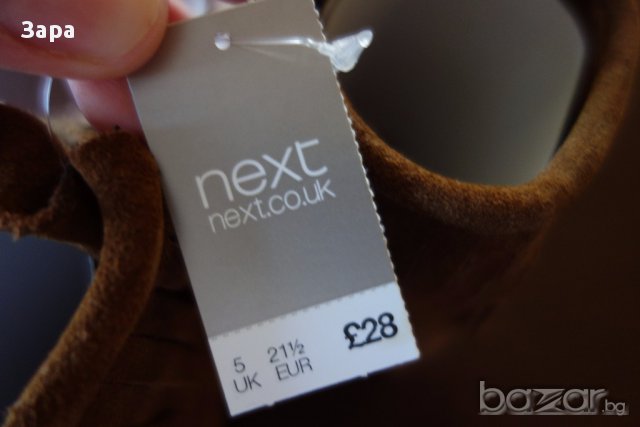 Зара
next
next.co.uk
£28
5 21½
UK EUR
bazar.bg